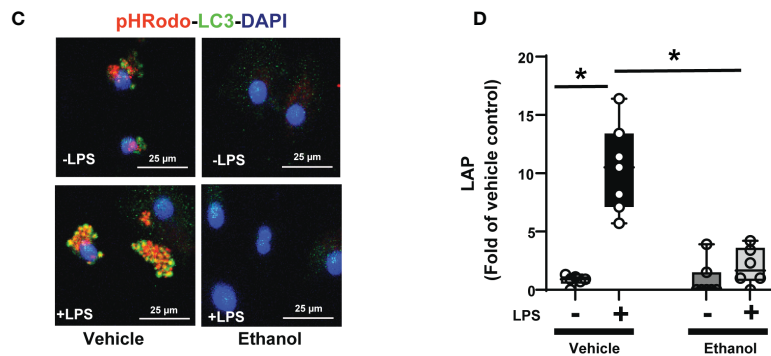 C
pHRodo-LC3-DAPI
-LPS
25 µm
-LPS
25 µm
+LPS
25 µm
+LPS
25 µm
Vehicle
Ethanol
D
LAP
(Fold of vehicle control)
20
15
10
5
0
*
*
LPS
-
+
-
+
Vehicle
Ethanol